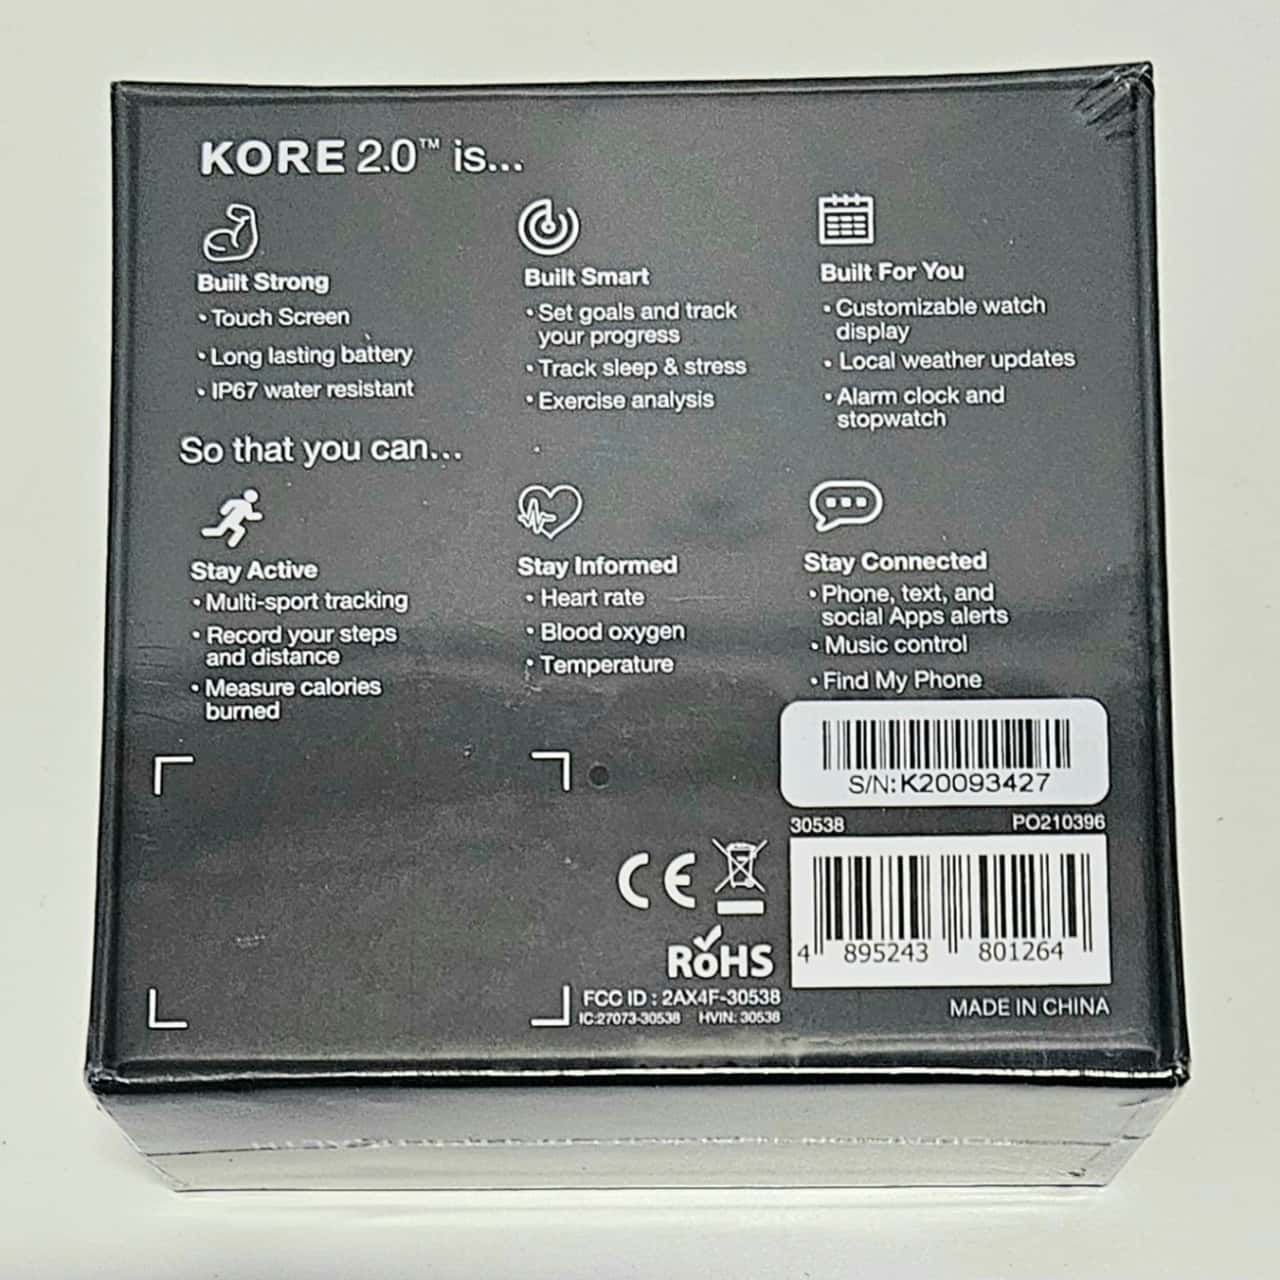 KORE 2.0™ is...
Built Strong
• Touch Screen
• Long lasting battery
• IP67 water resistant
Built Smart
• Set goals and track
your progress
• Track sleep & stress
• Exercise analysis
Built For You
• Customizable watch
display
• Local weather updates
• Alarm clock and
stopwatch
So that you can...
Stay Active
• Multi-sport tracking
• Record your steps
and distance
• Measure calories
burned
Stay Informed
• Heart rate
• Blood oxygen
• Temperature
Stay Connected
• Phone, text, and
social Apps alerts
• Music control
• Find My Phone
S/N: K20093427
30538 PO210396
4 895243 801264
CE
RoHS
FCC ID : 2AX4F-30538
IC:27073-30538 HVIN: 30538
MADE IN CHINA